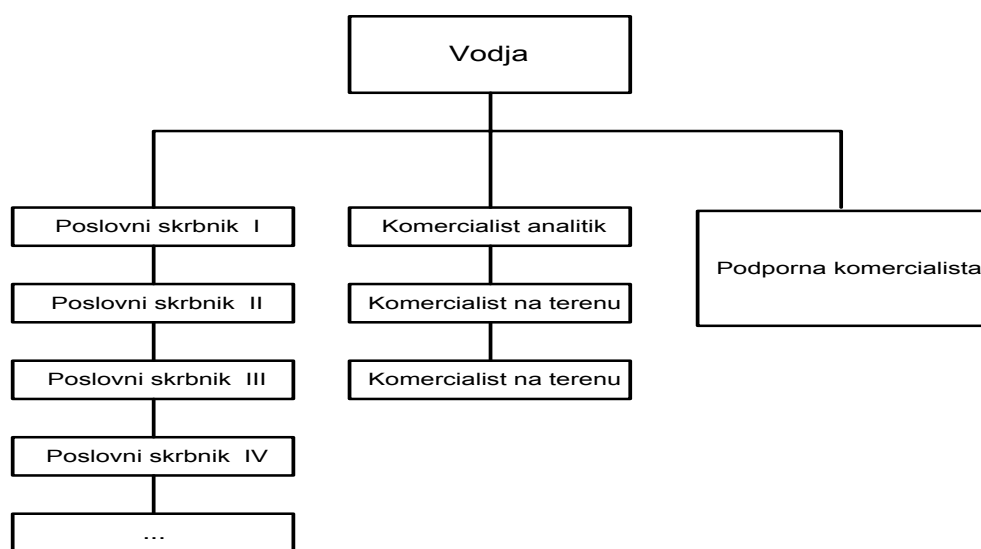 Vodja
Poslovni skrbnik I
Komercialist analitik
Podporna komercialista
Poslovni skrbnik II
Komercialist na terenu
Poslovni skrbnik III
Komercialist na terenu
Poslovni skrbnik IV
...